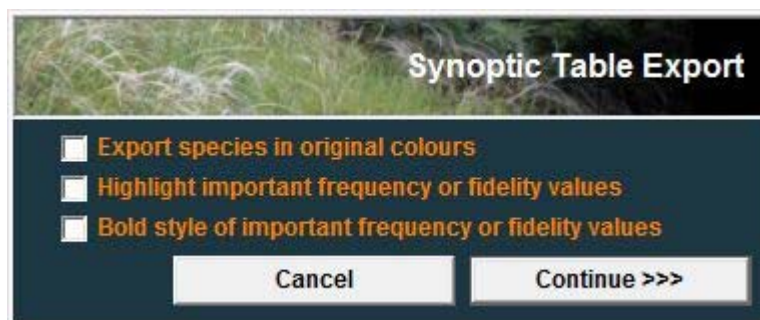 Synoptic Table Export
Export species in original colours
Highlight important frequency or fidelity values
Bold style of important frequency or fidelity values
Cancel
Continue >>>